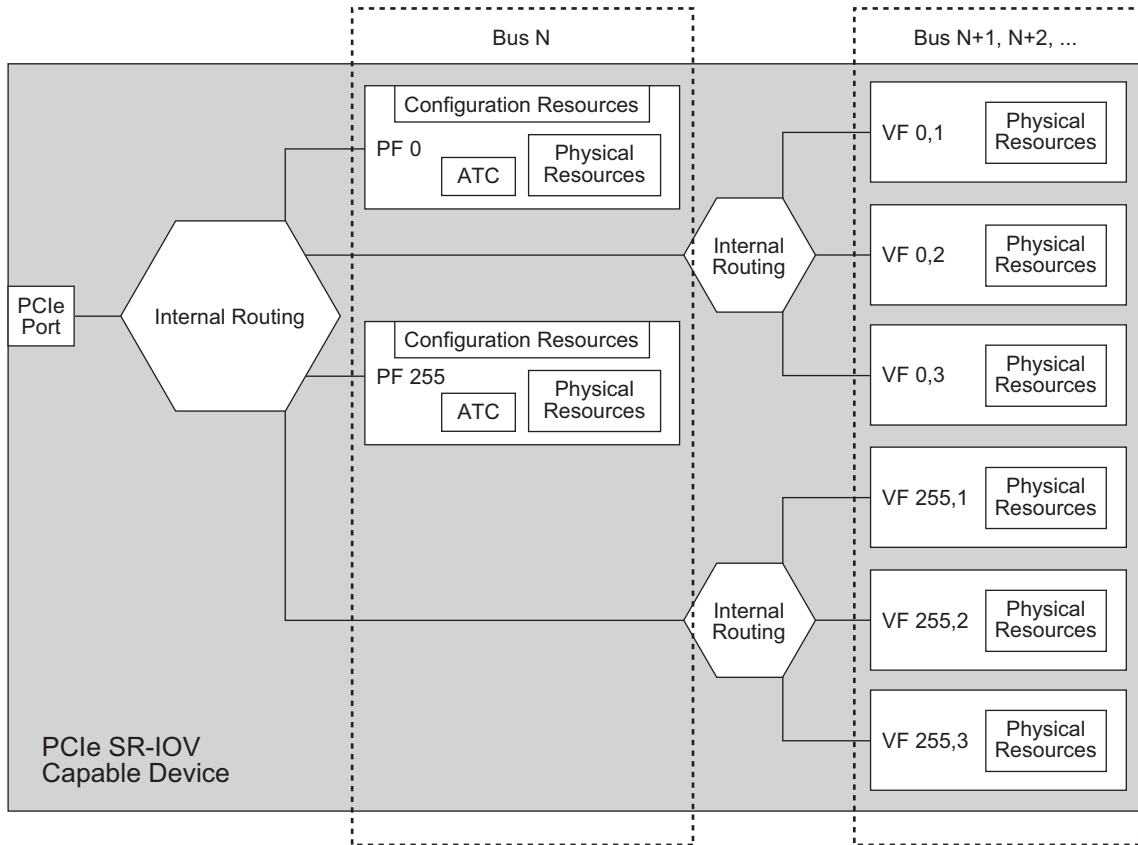 Bus N
Bus N+1, N+2, ...
Configuration Resources
PF 0
ATC
Physical
Resources
VF 0,1
Physical
Resources
Internal
Routing
VF 0,2
Physical
Resources
PCIe
Port
Internal Routing
Configuration Resources
PF 255
ATC
Physical
Resources
VF 0,3
Physical
Resources
VF 255,1
Physical
Resources
Internal
Routing
VF 255,2
Physical
Resources
VF 255,3
Physical
Resources
PCIe SR-IOV
Capable Device